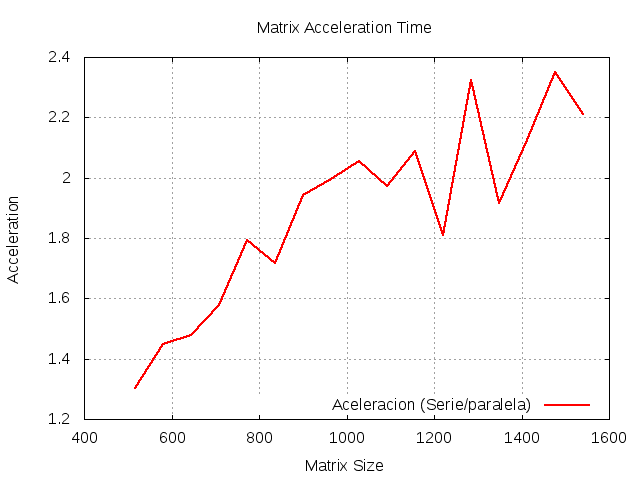 Matrix Acceleration Time
2.4
2.2
2
1.8
1.6
1.4
1.2
Acceleration
Aceleracion (Serie/paralela)
400 600 800 1000 1200 1400 1600
Matrix Size